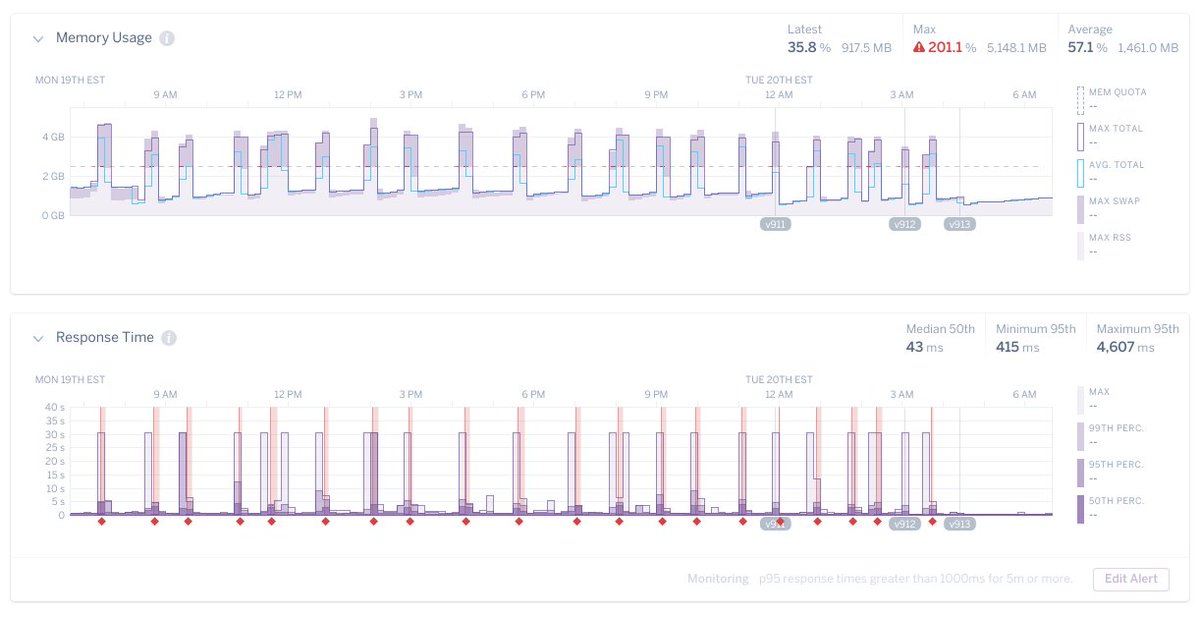 Memory Usage i
Latest
35.8 % 917.5 MB
Max
201.1 % 5,148.1 MB
Average
57.1 % 1,461.0 MB
MON 19TH EST
TUE 20TH EST
9 AM 12 PM 3 PM 6 PM 9 PM 12 AM 3 AM 6 AM
4 GB
2 GB
0 GB
v911 v912 v913
MEM QUOTA
--
MAX TOTAL
--
AVG. TOTAL
--
MAX SWAP
--
MAX RSS
--
Response Time i
Median 50th
43 ms
Minimum 95th
415 ms
Maximum 95th
4,607 ms
MON 19TH EST
TUE 20TH EST
9 AM 12 PM 3 PM 6 PM 9 PM 12 AM 3 AM 6 AM
40 s
35 s
30 s
25 s
20 s
15 s
10 s
5 s
0
v911 v912 v913
MAX
--
99TH PERC.
--
95TH PERC.
--
50TH PERC.
--
Monitoring p95 response times greater than 1000ms for 5m or more. Edit Alert